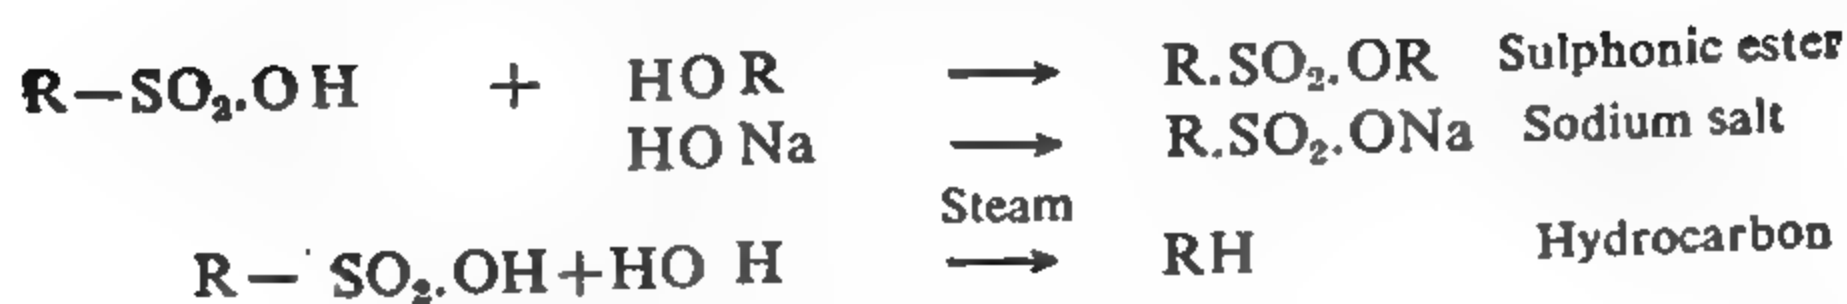 R—SO₂.OH + HOR → R.SO₂.OR Sulphonic ester
HONa → R.SO₂.ONa Sodium salt
Steam
R— SO₂.OH+HO H → RH Hydrocarbon